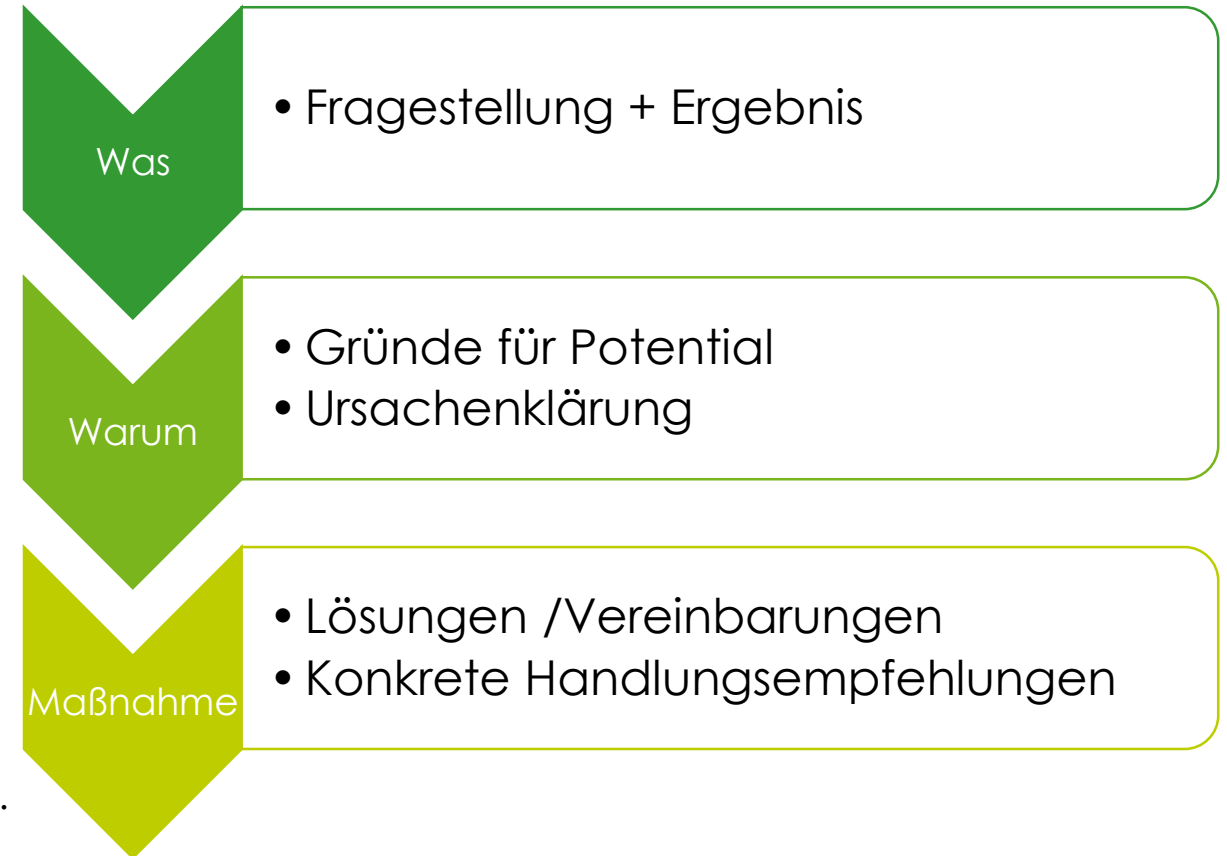 Was
• Fragestellung + Ergebnis
Warum
• Gründe für Potential
• Ursachenklärung
Maßnahme
• Lösungen /Vereinbarungen
• Konkrete Handlungsempfehlungen
.